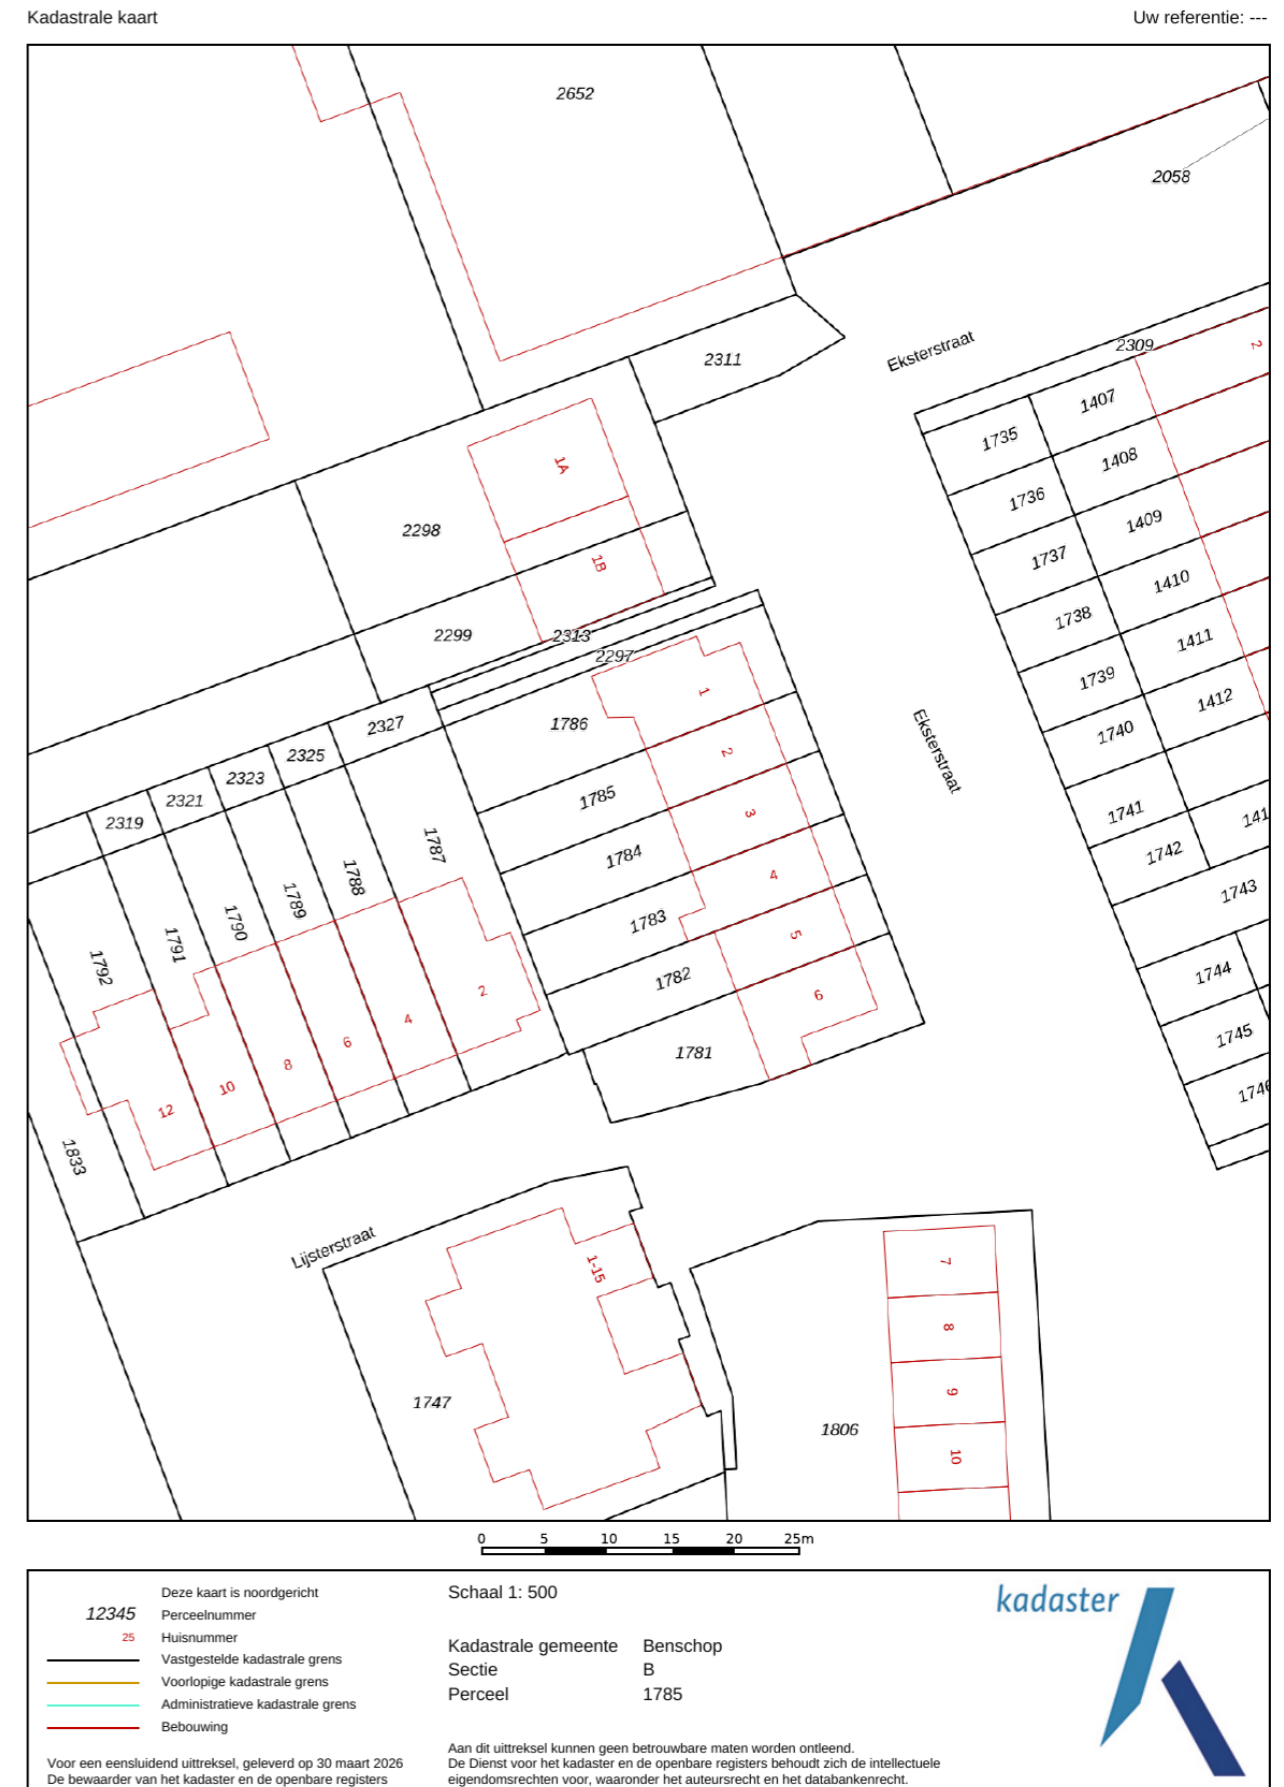 Kadastrale kaart
Uw referentie: ---
2652
2058
2311
Eksterstraat
2309
2
1407
1735
1A
1408
1736
2298
1409
1737
1B
1410
1738
2299
2313
1411
2297
1739
1
1412
2327
1786
1740
Eksterstraat
2325
2
2323
1785
2321
3
1741
141
2319
1787
1784
1742
1788
4
1743
1789
1783
1790
5
1791
1792
1782
1744
2
6
4
1745
6
1781
8
10
1746
12
1833
Lijsterstraat
1-15
7
8
9
1747
1806
10
0 5 10 15 20 25m
Deze kaart is noordgericht
12345 Perceelnummer
25 Huisnummer
Vastgestelde kadastrale grens
Voorlopige kadastrale grens
Administratieve kadastrale grens
Bebouwing
Voor een eensluidend uittreksel, geleverd op 30 maart 2026
De bewaarder van het kadaster en de openbare registers
Schaal 1: 500
Kadastrale gemeente Benschop
Sectie B
Perceel 1785
Aan dit uittreksel kunnen geen betrouwbare maten worden ontleend.
De Dienst voor het kadaster en de openbare registers behoudt zich de intellectuele
eigendomsrechten voor, waaronder het auteursrecht en het databankenrecht.
kadaster